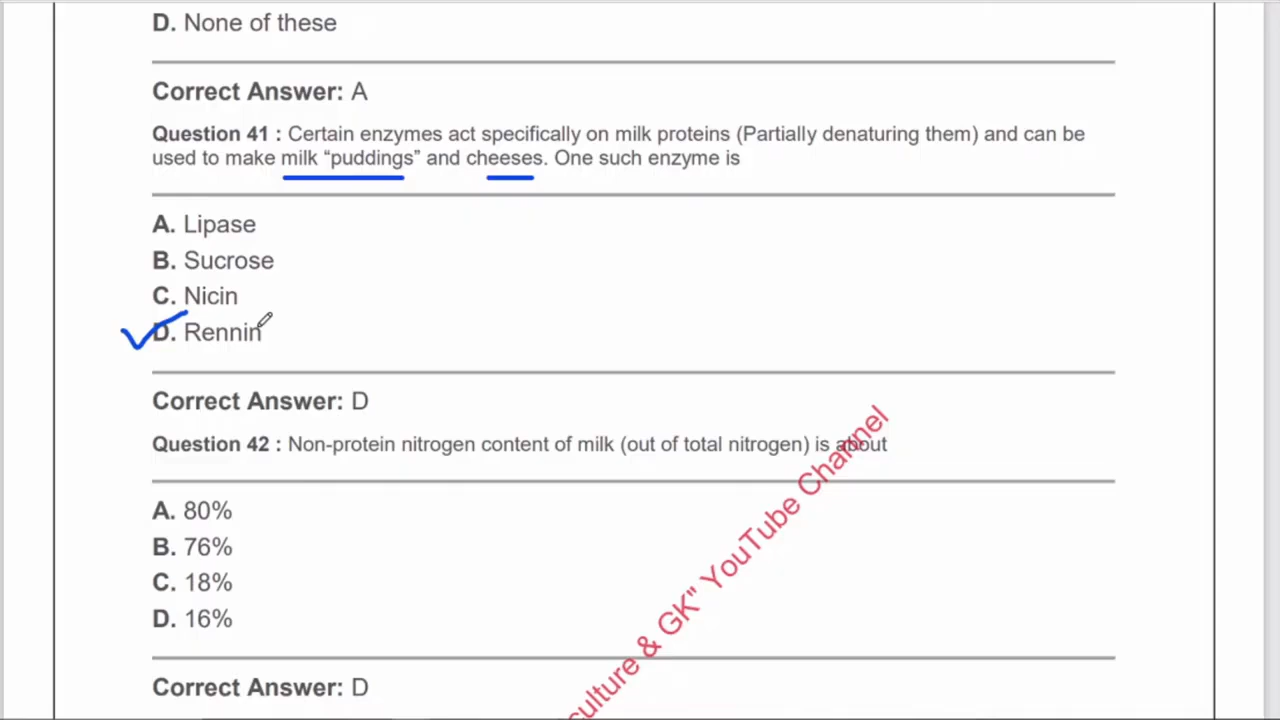 D. None of these
Correct Answer: A
Question 41 : Certain enzymes act specifically on milk proteins (Partially denaturing them) and can be
used to make milk “puddings” and cheeses. One such enzyme is
A. Lipase
B. Sucrose
C. Nicin
D. Rennin
Correct Answer: D
Question 42 : Non-protein nitrogen content of milk (out of total nitrogen) is about
A. 80%
B. 76%
C. 18%
D. 16%
Correct Answer: D
culture & GK" YouTube Channel